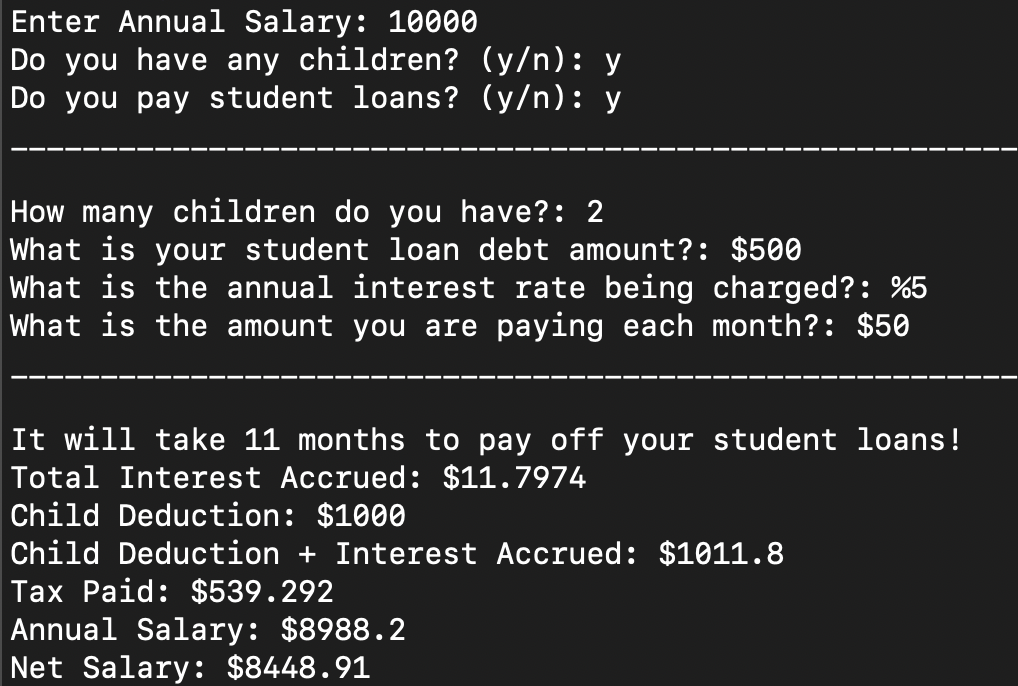 Enter Annual Salary: 10000
Do you have any children? (y/n): y
Do you pay student loans? (y/n): y
--------------------------------------------------------
How many children do you have?: 2
What is your student loan debt amount?: $500
What is the annual interest rate being charged?: %5
What is the amount you are paying each month?: $50
--------------------------------------------------------
It will take 11 months to pay off your student loans!
Total Interest Accrued: $11.7974
Child Deduction: $1000
Child Deduction + Interest Accrued: $1011.8
Tax Paid: $539.292
Annual Salary: $8988.2
Net Salary: $8448.91